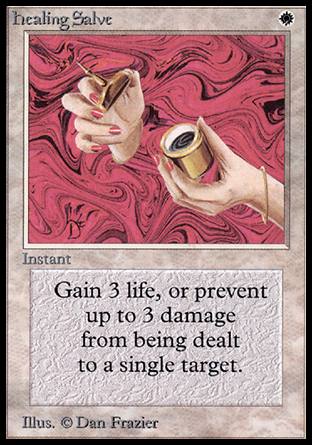 Healing Salve
Instant
Gain 3 life, or prevent
up to 3 damage
from being dealt
to a single target.
Illus. © Dan Frazier